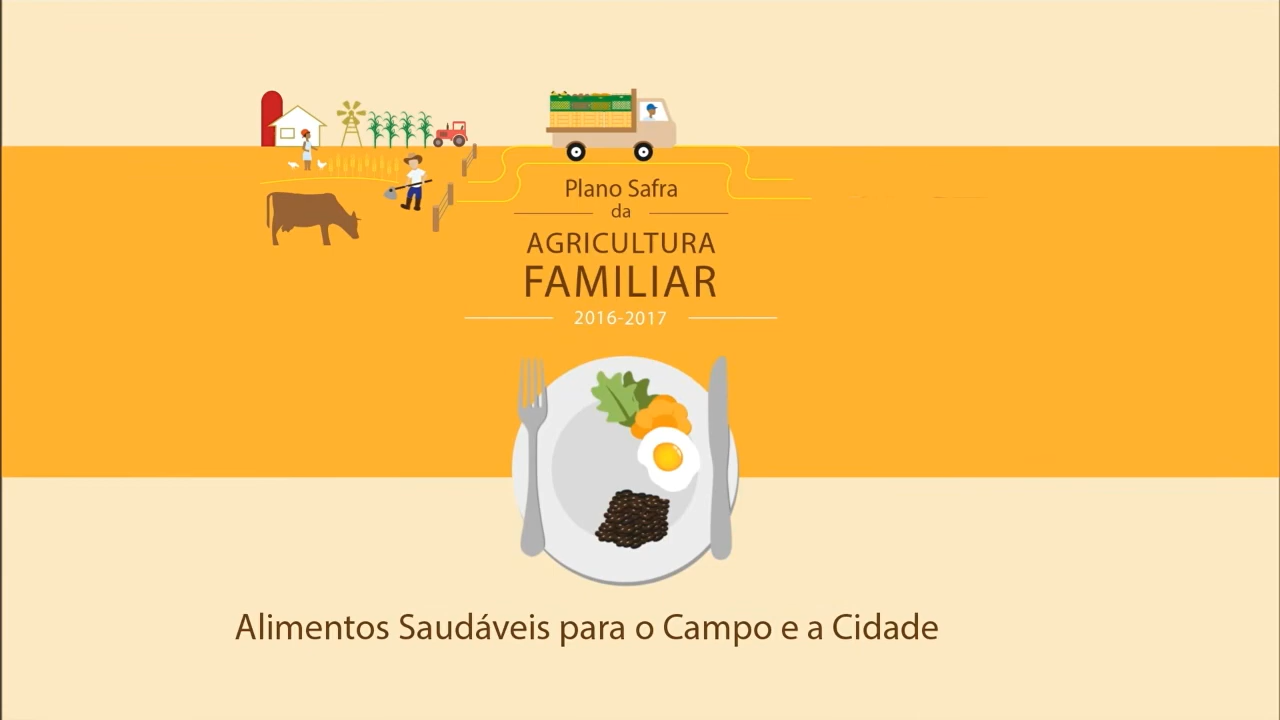 Plano Safra
da
AGRICULTURA
FAMILIAR
2016-2017
Alimentos Saudáveis para o Campo e a Cidade